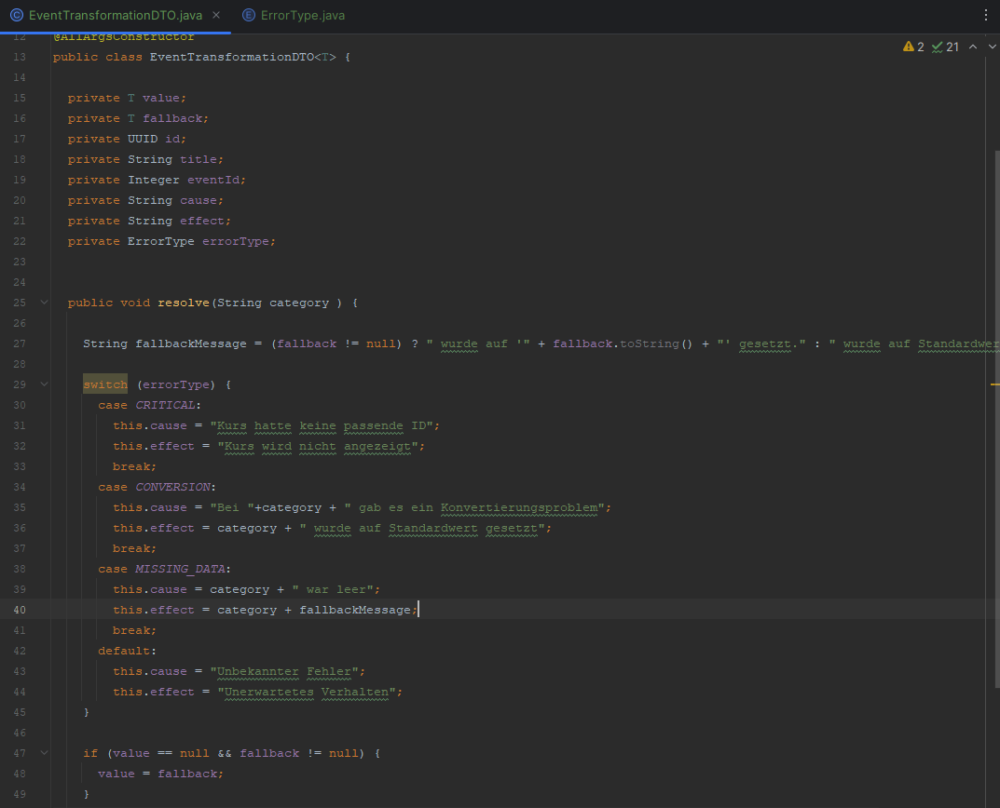 EventTransformationDTO.java ErrorType.java
2 21
12 @AllArgsConstructor
13 public class EventTransformationDTO<T> {
14
15 private T value;
16 private T fallback;
17 private UUID id;
18 private String title;
19 private Integer eventId;
20 private String cause;
21 private String effect;
22 private ErrorType errorType;
23
24
25 public void resolve(String category ) {
26
27 String fallbackMessage = (fallback != null) ? " wurde auf '" + fallback.toString() + "' gesetzt." : " wurde auf Standardwer
28
29 switch (errorType) {
30 case CRITICAL:
31 this.cause = "Kurs hatte keine passende ID";
32 this.effect = "Kurs wird nicht angezeigt";
33 break;
34 case CONVERSION:
35 this.cause = "Bei "+category + " gab es ein Konvertierungsproblem";
36 this.effect = category + " wurde auf Standardwert gesetzt";
37 break;
38 case MISSING_DATA:
39 this.cause = category + " war leer";
40 this.effect = category + fallbackMessage;
41 break;
42 default:
43 this.cause = "Unbekannter Fehler";
44 this.effect = "Unerwartetes Verhalten";
45 }
46
47 if (value == null && fallback != null) {
48 value = fallback;
49 }